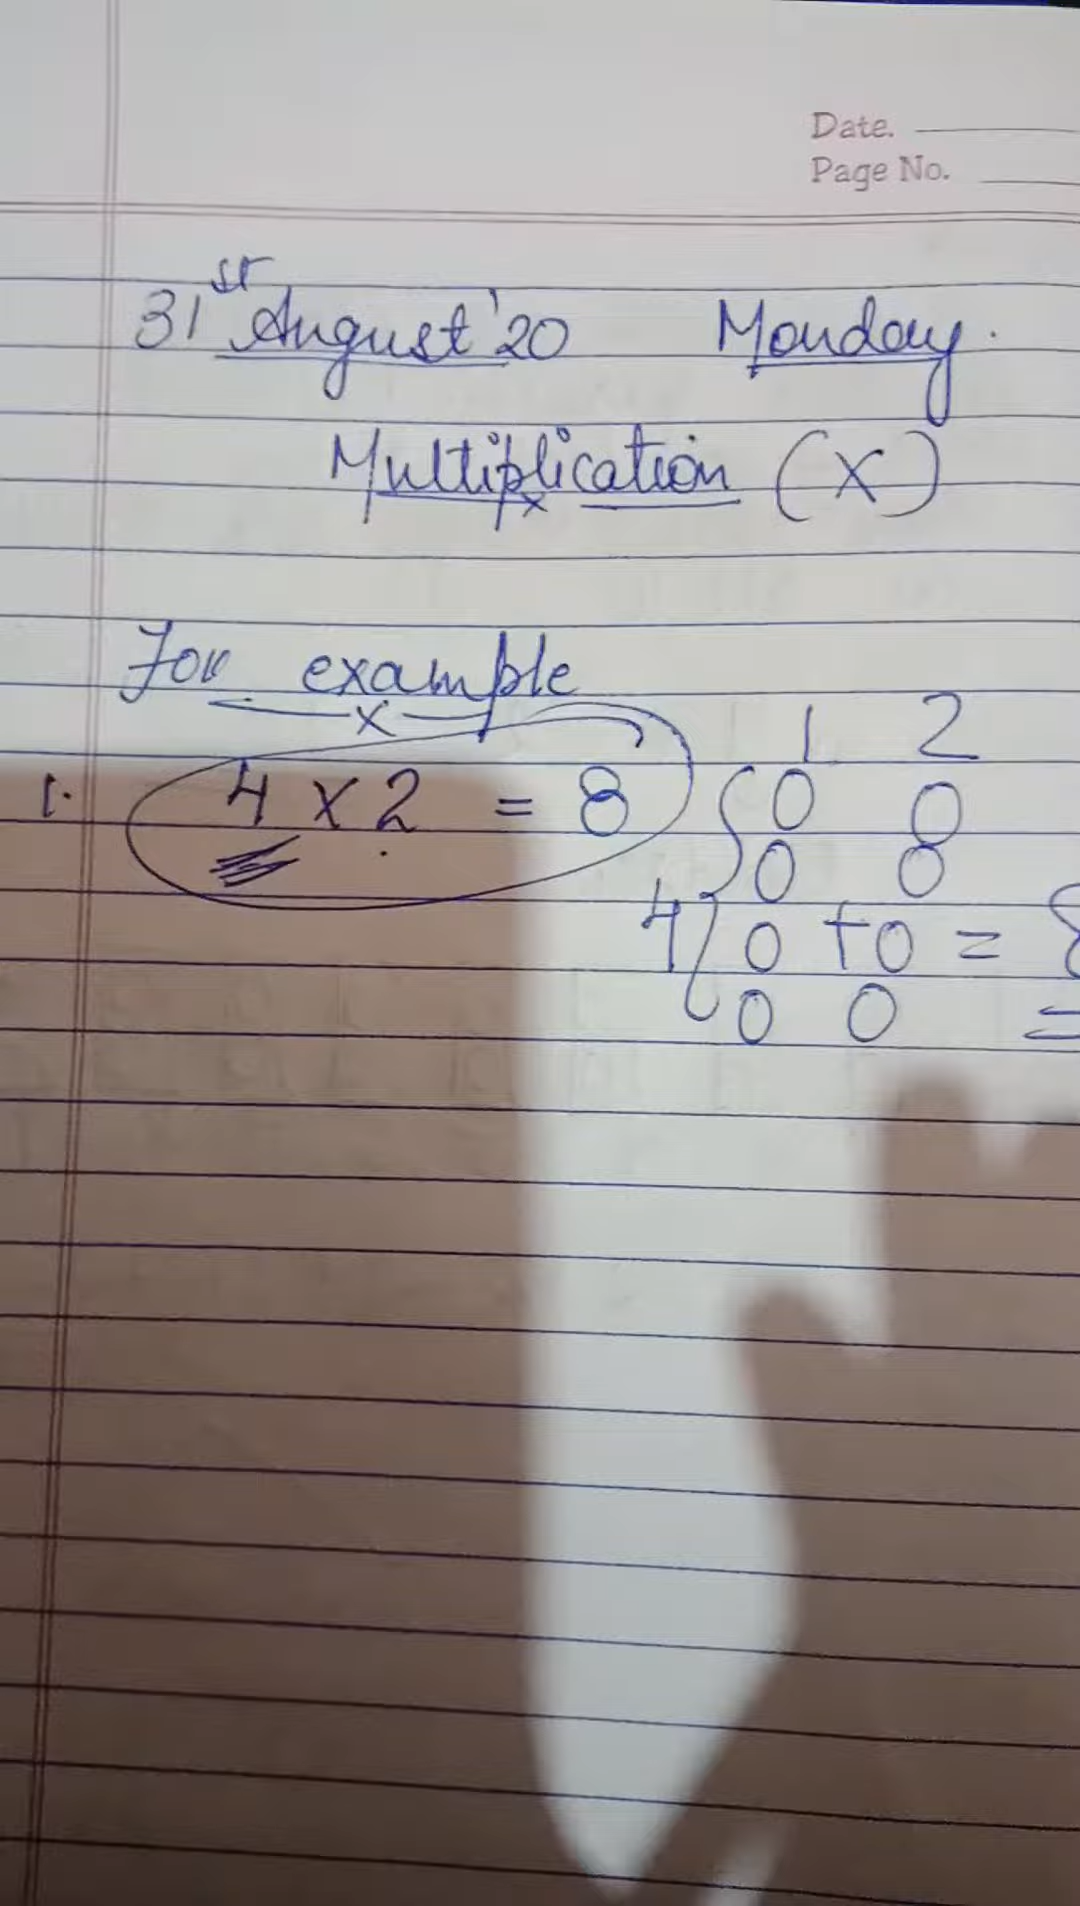 Date.
Page No.
31st August '20 Monday.
Multiplication (x)
x
For example
x
1. 4 x 2 = 8
1 2
0 0
0 0
4 0 + 0 = 8
0 0 =